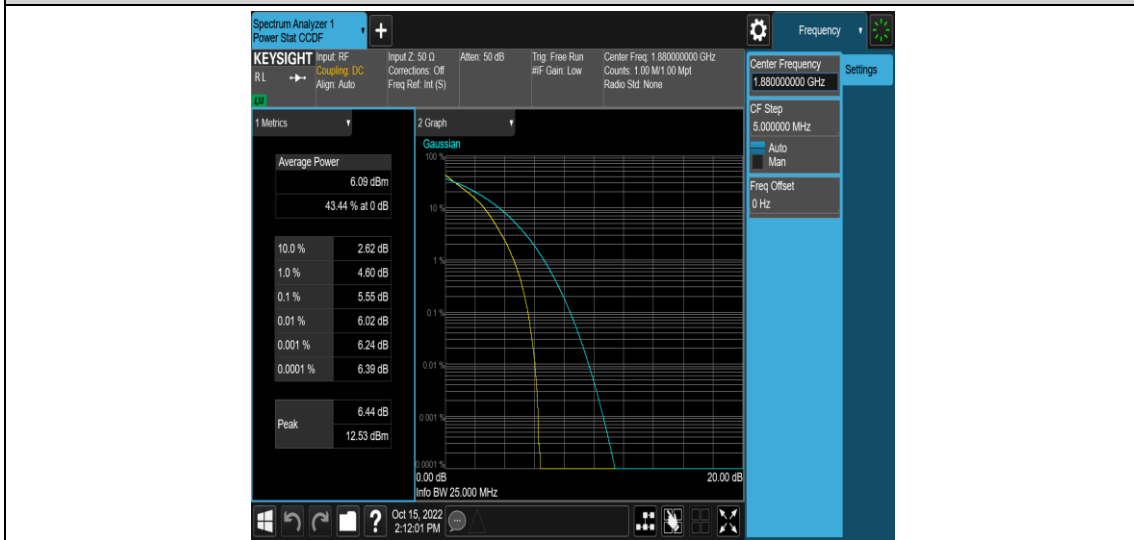 Spectrum Analyzer 1
Power Stat CCDF
+
Frequency
KEYSIGHT
RL
LXI
Input: RF
Coupling: DC
Align: Auto
Input Z: 50 Ω
Corrections: Off
Freq Ref: Int (S)
Atten: 50 dB
Trig: Free Run
#IF Gain: Low
Center Freq: 1.880000000 GHz
Counts: 1.00 M/1.00 Mpt
Radio Std: None
Center Frequency
1.880000000 GHz
Settings
CF Step
5.000000 MHz
Auto
Man
Freq Offset
0 Hz
1 Metrics
Average Power
6.09 dBm
43.44 % at 0 dB
10.0 % 2.62 dB
1.0 % 4.60 dB
0.1 % 5.55 dB
0.01 % 6.02 dB
0.001 % 6.24 dB
0.0001 % 6.39 dB
Peak
6.44 dB
12.53 dBm
2 Graph
Gaussian
100 %
10 %
1 %
0.1 %
0.01 %
0.001 %
0.0001 %
0.00 dB 20.00 dB
Info BW 25.000 MHz
?
Oct 15, 2022
2:12:01 PM